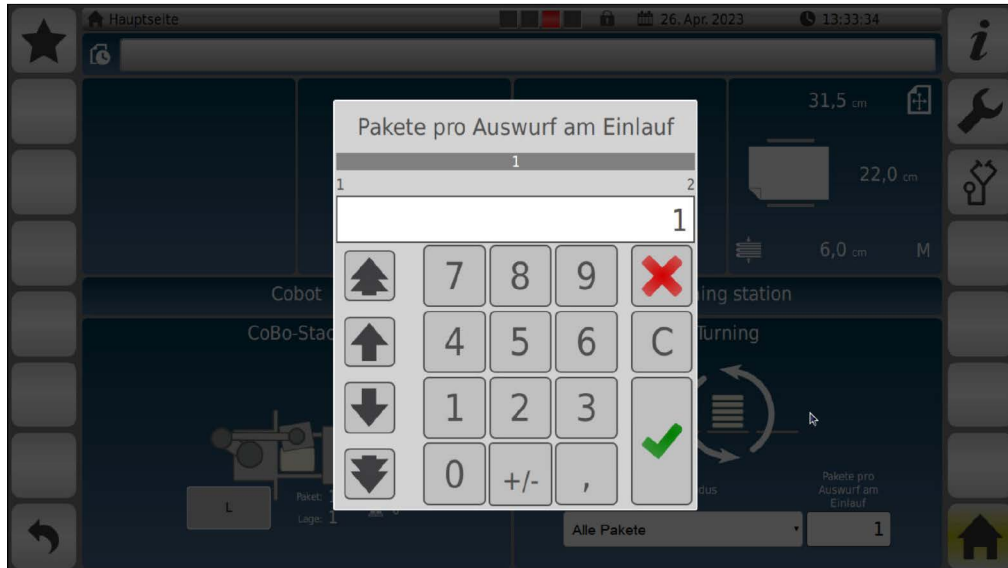 Hauptseite
26. Apr. 2023
13:33:34
i
31,5 cm
22,0 cm
6,0 cm M
Pakete pro Auswurf am Einlauf
1
1 2
1
7 8 9
4 5 6 C
1 2 3
0 +/- ,
Cobot
ing station
CoBo-Stac
Turning
L
Paket:
Lage: 1
dus
Pakete pro
Auswurf am
Einlauf
Alle Pakete
1